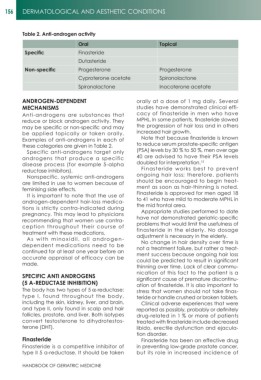 156 DERMATOLOGICAL AND AESTHETIC CONDITIONS
Table 2. Anti-androgen activity
Oral Topical
Specific Finasteride
Dutasteride
Non-specific Progesterone Progesterone
Cyproterone acetate Spironolactone
Spironolactone Inocoterone acetate
ANDROGEN-DEPENDENT
MECHANISMS
Anti-androgens are substances that
reduce or block androgen activity. They
may be specific or non-specific and may
be applied topically or taken orally.
Examples of anti-androgens in each of
these categories are given in Table 2.
Specific anti-androgens target only
androgens that produce a specific
disease process (for example 5-alpha
reductase inhibitors).
Nonspecific, systemic anti-androgens
are limited in use to women because of
feminising side effects.
It is important to note that the use of
androgen-dependent hair-loss medica-
tions is strictly contra-indicated during
pregnancy. This may lead to physicians
recommending that women use contra-
ception throughout their course of
treatment with these medications.
As with minoxidil, all androgen-
dependent medications need to be
continued for at least one year before an
accurate appraisal of efficacy can be
made.
SPECIFIC ANTI ANDROGENS
(5 Α-REDUCTASE INHIBITION)
The body has two types of 5 α-reductase:
type I, found throughout the body,
including the skin, kidney, liver, and brain,
and type II, only found in scalp and hair
follicles, prostate, and liver. Both isotypes
convert testosterone to dihydrotestos-
terone (DHT).
Finasteride
Finasteride is a competitive inhibitor of
type II 5 α-reductase. It should be taken
orally at a dose of 1 mg daily. Several
studies have demonstrated clinical effi-
cacy of finasteride in men who have
MPHL. In some patients, finasteride slowed
the progression of hair loss and in others
increased hair growth.
Note that because finasteride is known
to reduce serum prostate-specific antigen
(PSA) levels by 30 % to 50 %, men over age
40 are advised to have their PSA levels
doubled for interpretation.
Finasteride works best to prevent
ongoing hair loss; therefore, patients
should be encouraged to begin treat-
ment as soon as hair-thinning is noted.
Finasteride is approved for men aged 18
to 41 who have mild to moderate MPHL in
the mid frontal area.
Appropriate studies performed to date
have not demonstrated geriatric-specific
problems that would limit the usefulness of
finasteride in the elderly. No dosage
adjustment is necessary in the elderly.
No change in hair density over time is
not a treatment failure, but rather a treat-
ment success because ongoing hair loss
could be predicted to result in significant
thinning over time. Lack of clear commu-
nication of this fact to the patient is a
significant cause of premature discontinu-
ation of finasteride. It is also important to
stress that women should not take finas-
teride or handle crushed or broken tablets.
Clinical adverse experiences that were
reported as possibly, probably or definitely
drug-related in 1 % or more of patients
treated with finasteride include decreased
libido, erectile dysfunction and ejacula-
tion disorder.
Finasteride has been an effective drug
in preventing low-grade prostate cancer,
but its role in increased incidence of
HANDBOOK OF GERIATRIC MEDICINE